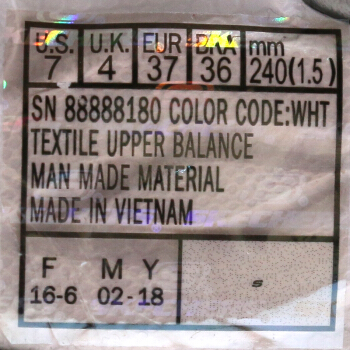 U.S. U.K. EUR BRA mm
7 4 37 36 240(1.5)
SN 88888180 COLOR CODE:WHT
TEXTILE UPPER BALANCE
MAN MADE MATERIAL
MADE IN VIETNAM
F M Y
16-6 02-18
S